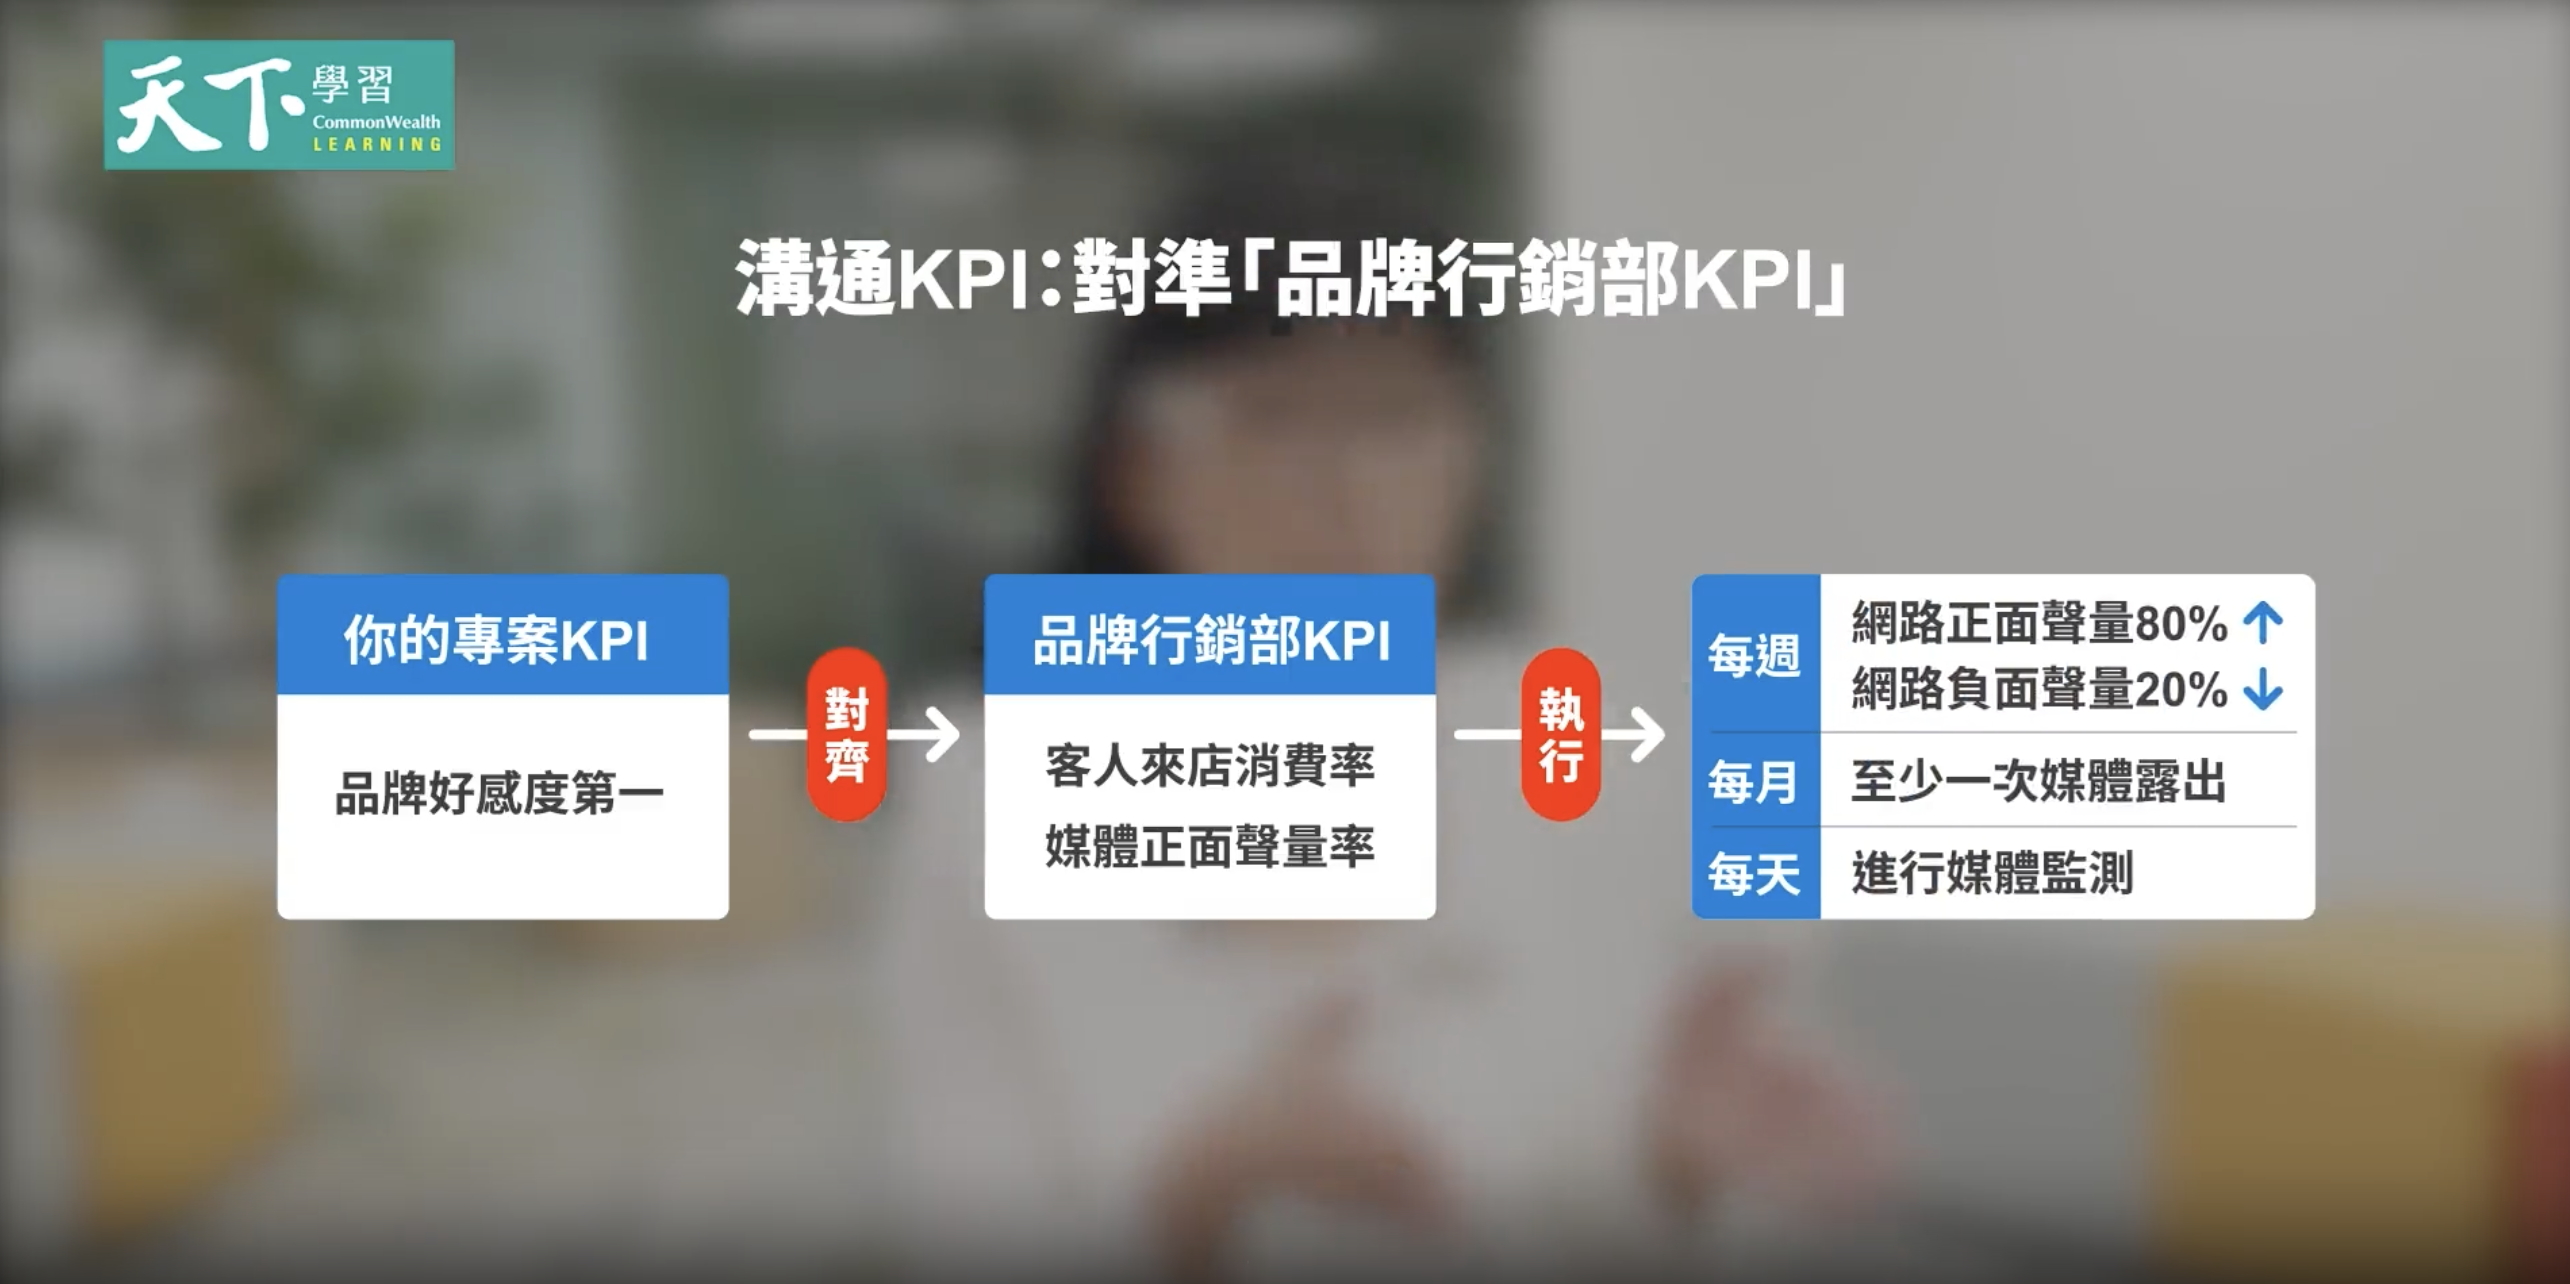 天下學習
CommonWealth
LEARNING
溝通KPI：對準「品牌行銷部KPI」
你的專案KPI
品牌好感度第一
對齊
品牌行銷部KPI
客人來店消費率
媒體正面聲量率
執行
每週
網路正面聲量80%↑
網路負面聲量20%↓
每月
至少一次媒體露出
每天
進行媒體監測